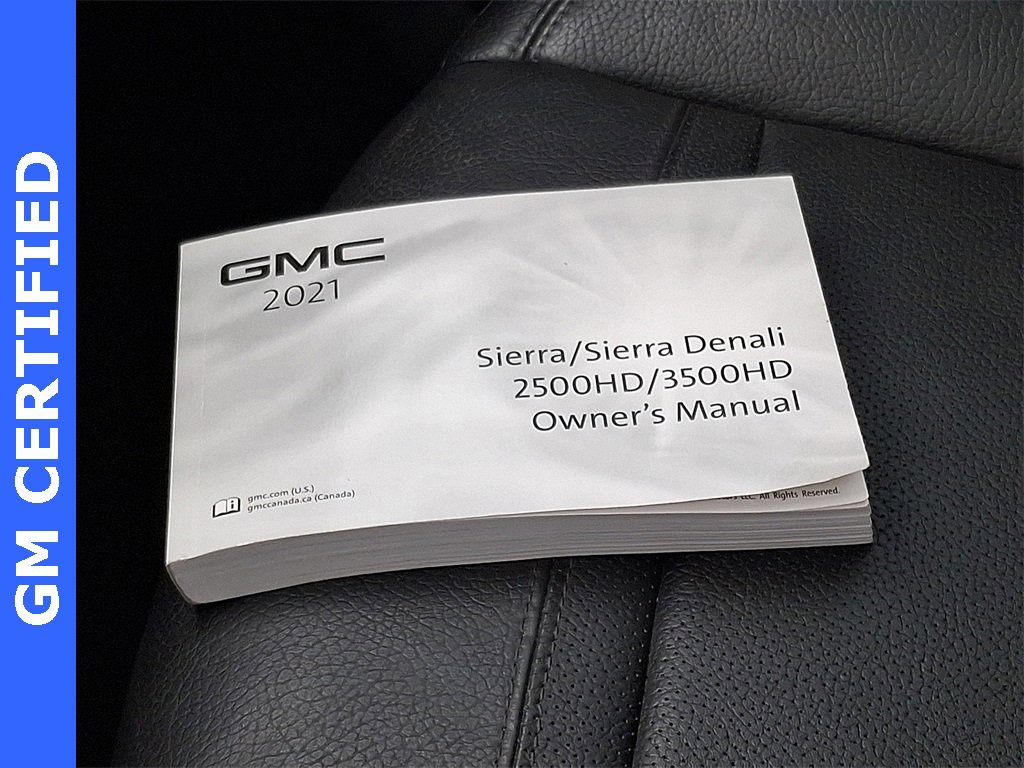 GM CERTIFIED
GMC
2021
Sierra/Sierra Denali
2500HD/3500HD
Owner's Manual
gmc.com (U.S.)
gmccanada.ca (Canada)
LLC. All Rights Reserved.